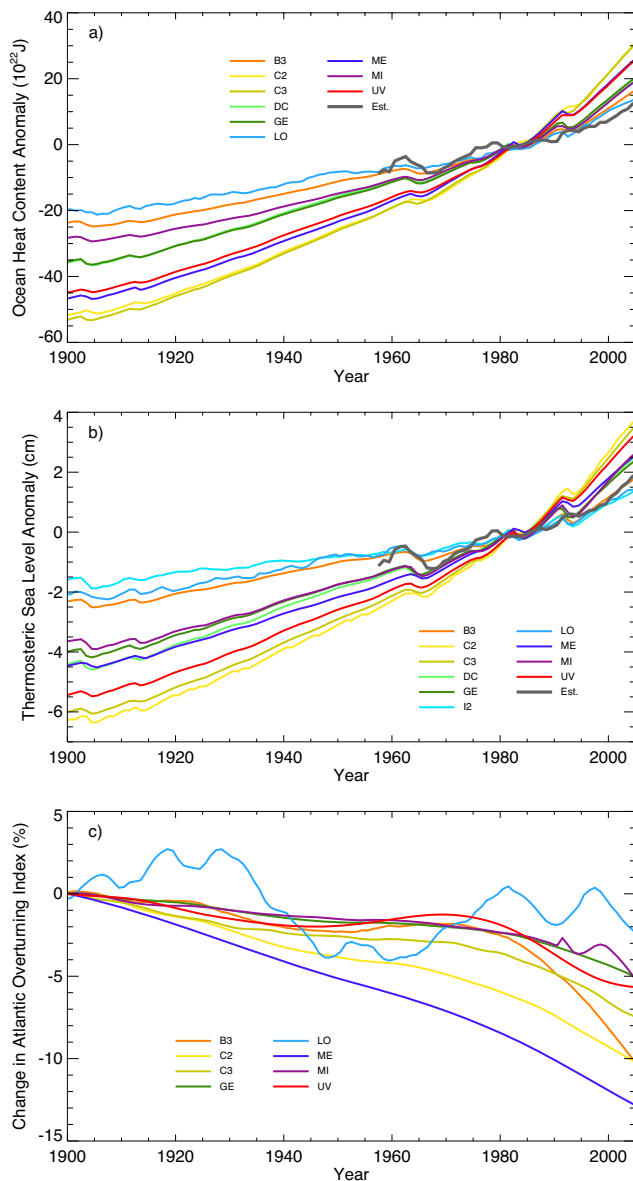 a)
Ocean Heat Content Anomaly (10²²J)
40
20
0
-20
-40
-60
B3
C2
C3
DC
GE
LO
ME
MI
UV
Est.
1900 1920 1940 1960 1980 2000
Year
b)
Thermosteric Sea Level Anomaly (cm)
4
2
0
-2
-4
-6
B3
C2
C3
DC
GE
I2
LO
ME
MI
UV
Est.
1900 1920 1940 1960 1980 2000
Year
c)
Change in Atlantic Overturning Index (%)
5
0
-5
-10
-15
B3
C2
C3
GE
LO
ME
MI
UV
1900 1920 1940 1960 1980 2000
Year